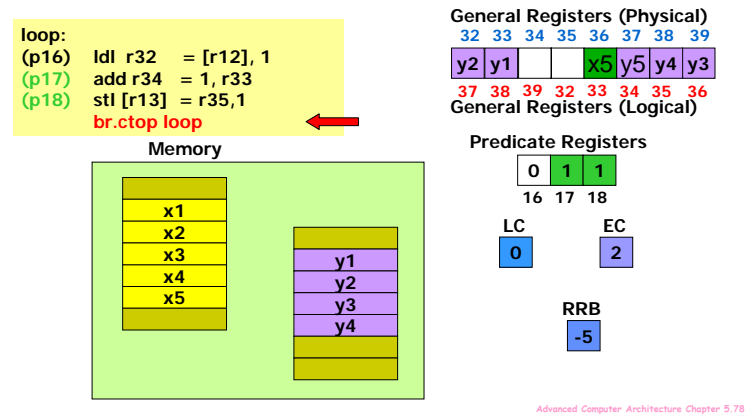 loop:
(p16) ldl r32 = [r12], 1
(p17) add r34 = 1, r33
(p18) stl [r13] = r35,1
br.ctop loop
General Registers (Physical)
32 33 34 35 36 37 38 39
y2 y1 x5 y5 y4 y3
37 38 39 32 33 34 35 36
General Registers (Logical)
Predicate Registers
0 1 1
16 17 18
LC EC
0 2
RRB
-5
Memory
x1
x2
x3
x4
x5
y1
y2
y3
y4
Advanced Computer Architecture Chapter 5.78